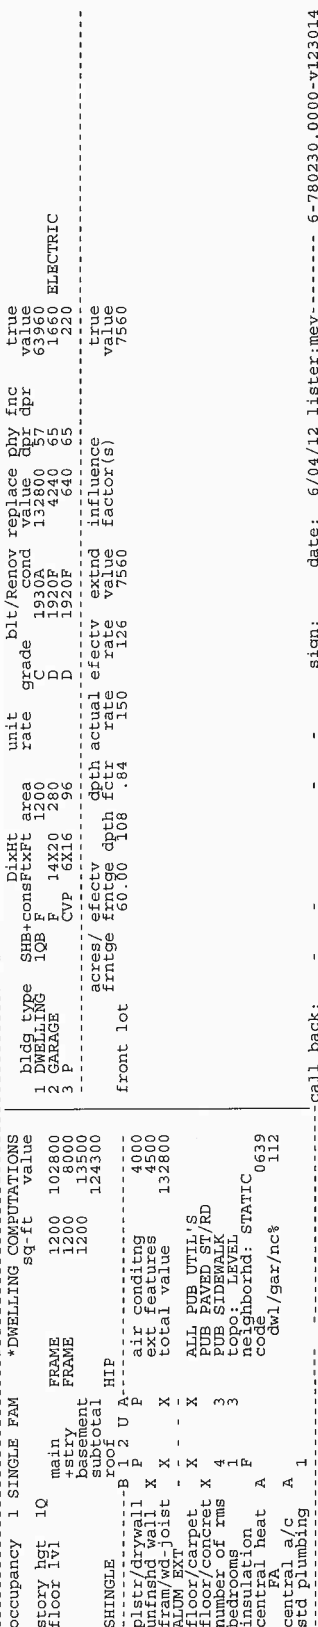 occupancy 1 SINGLE FAM *DWELLING COMPUTATIONS
sq-ft value
story hgt 1Q main FRAME 1200 102800
floor lvl +stry FRAME 1200 8000
basement 1200 13500
subtotal 124300
SHINGLE roof HIP
-----B 1 2 U A-----
plstr/drywall P P air conditng 4000
unfnshd wall X ext features 4500
fram/wd-joist X X total value 132800
ALUM EXT - - - -
floor/carpet X X ALL PUB UTIL'S
floor/concret X PUB PAVED ST/RD
number of rms 4 3 PUB SIDEWALK
bedrooms 1 3 topo: LEVEL
insulation F neighborhd: STATIC
central heat A code 0639
FA dwl/gar/nc% 112
central a/c A
std plumbing 1
DixHt unit blt/Renov replace phy fnc true
bldg type SHB+consFtxFt area rate grade cond value dpr dpr value
1 DWELLING 1QB F 1200 C 1930A 132800 57 63960
2 GARAGE F 14X20 280 D 1920F 4240 65 1660 ELECTRIC
3 P CVP 6X16 96 D 1920F 640 65 220
acres/ efectv dpth actual efectv extnd influence true
frntge frntge dpth fctr rate rate value factor(s) value
front lot 60.00 108 .84 150 126 7560 7560
-----call back: - - - - sign: date: 6/04/12 lister:mev-------- 6-780230.0000-v123014